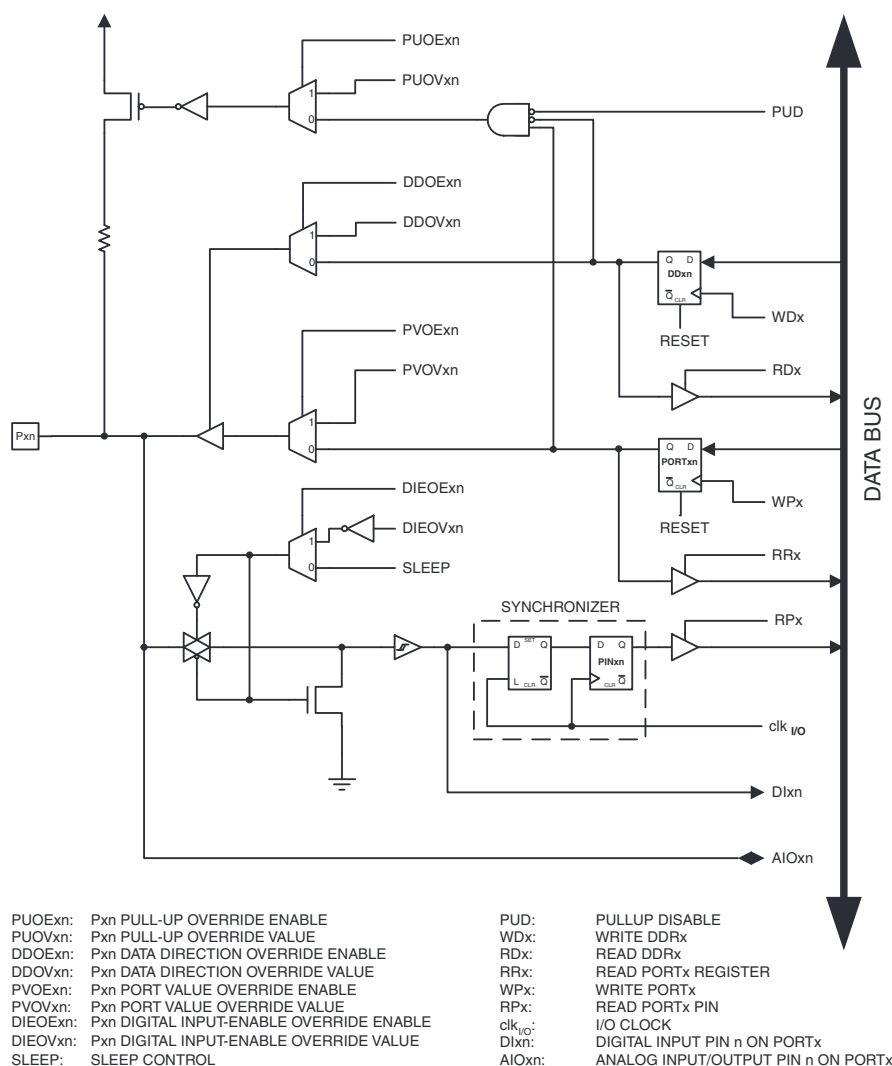 PUOExn
PUOVxn
1
0
PUD
DDOExn
DDOVxn
1
0
Q D
DDxn
Q CLR
WDx
RESET
PVOExn
RDx
PVOVxn
1
0
Pxn
Q D
PORTxn
Q CLR
WPx
RESET
DATA BUS
DIEOExn
DIEOVxn
1
0
SLEEP
RRx
SYNCHRONIZER
RPx
D SET Q
L CLR Q
D Q
PINxn
CLR Q
clk I/O
DIxn
AIOxn
PUOExn: Pxn PULL-UP OVERRIDE ENABLE
PUOVxn: Pxn PULL-UP OVERRIDE VALUE
DDOExn: Pxn DATA DIRECTION OVERRIDE ENABLE
DDOVxn: Pxn DATA DIRECTION OVERRIDE VALUE
PVOExn: Pxn PORT VALUE OVERRIDE ENABLE
PVOVxn: Pxn PORT VALUE OVERRIDE VALUE
DIEOExn: Pxn DIGITAL INPUT-ENABLE OVERRIDE ENABLE
DIEOVxn: Pxn DIGITAL INPUT-ENABLE OVERRIDE VALUE
SLEEP: SLEEP CONTROL
PUD: PULLUP DISABLE
WDx: WRITE DDRx
RDx: READ DDRx
RRx: READ PORTx REGISTER
WPx: WRITE PORTx
RPx: READ PORTx PIN
clkI/O: I/O CLOCK
DIxn: DIGITAL INPUT PIN n ON PORTx
AIOxn: ANALOG INPUT/OUTPUT PIN n ON PORTx